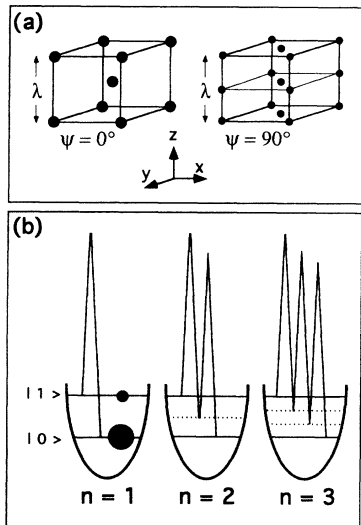 (a)
λ λ
ψ = 0° ψ = 90°
z
y x
(b)
| 1 >
| 0 >
n = 1 n = 2 n = 3